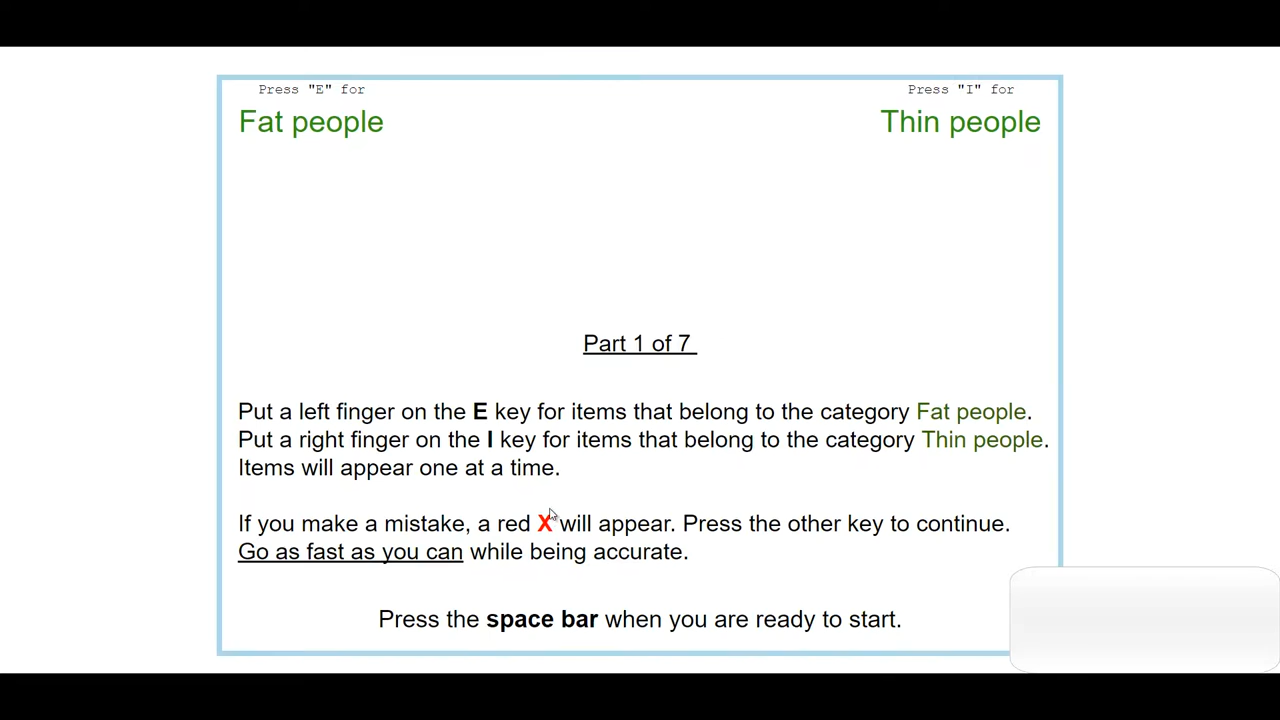 Press "E" for
Press "I" for
Fat people
Thin people
Part 1 of 7
Put a left finger on the E key for items that belong to the category Fat people.
Put a right finger on the I key for items that belong to the category Thin people.
Items will appear one at a time.
If you make a mistake, a red X will appear. Press the other key to continue.
Go as fast as you can while being accurate.
Press the space bar when you are ready to start.